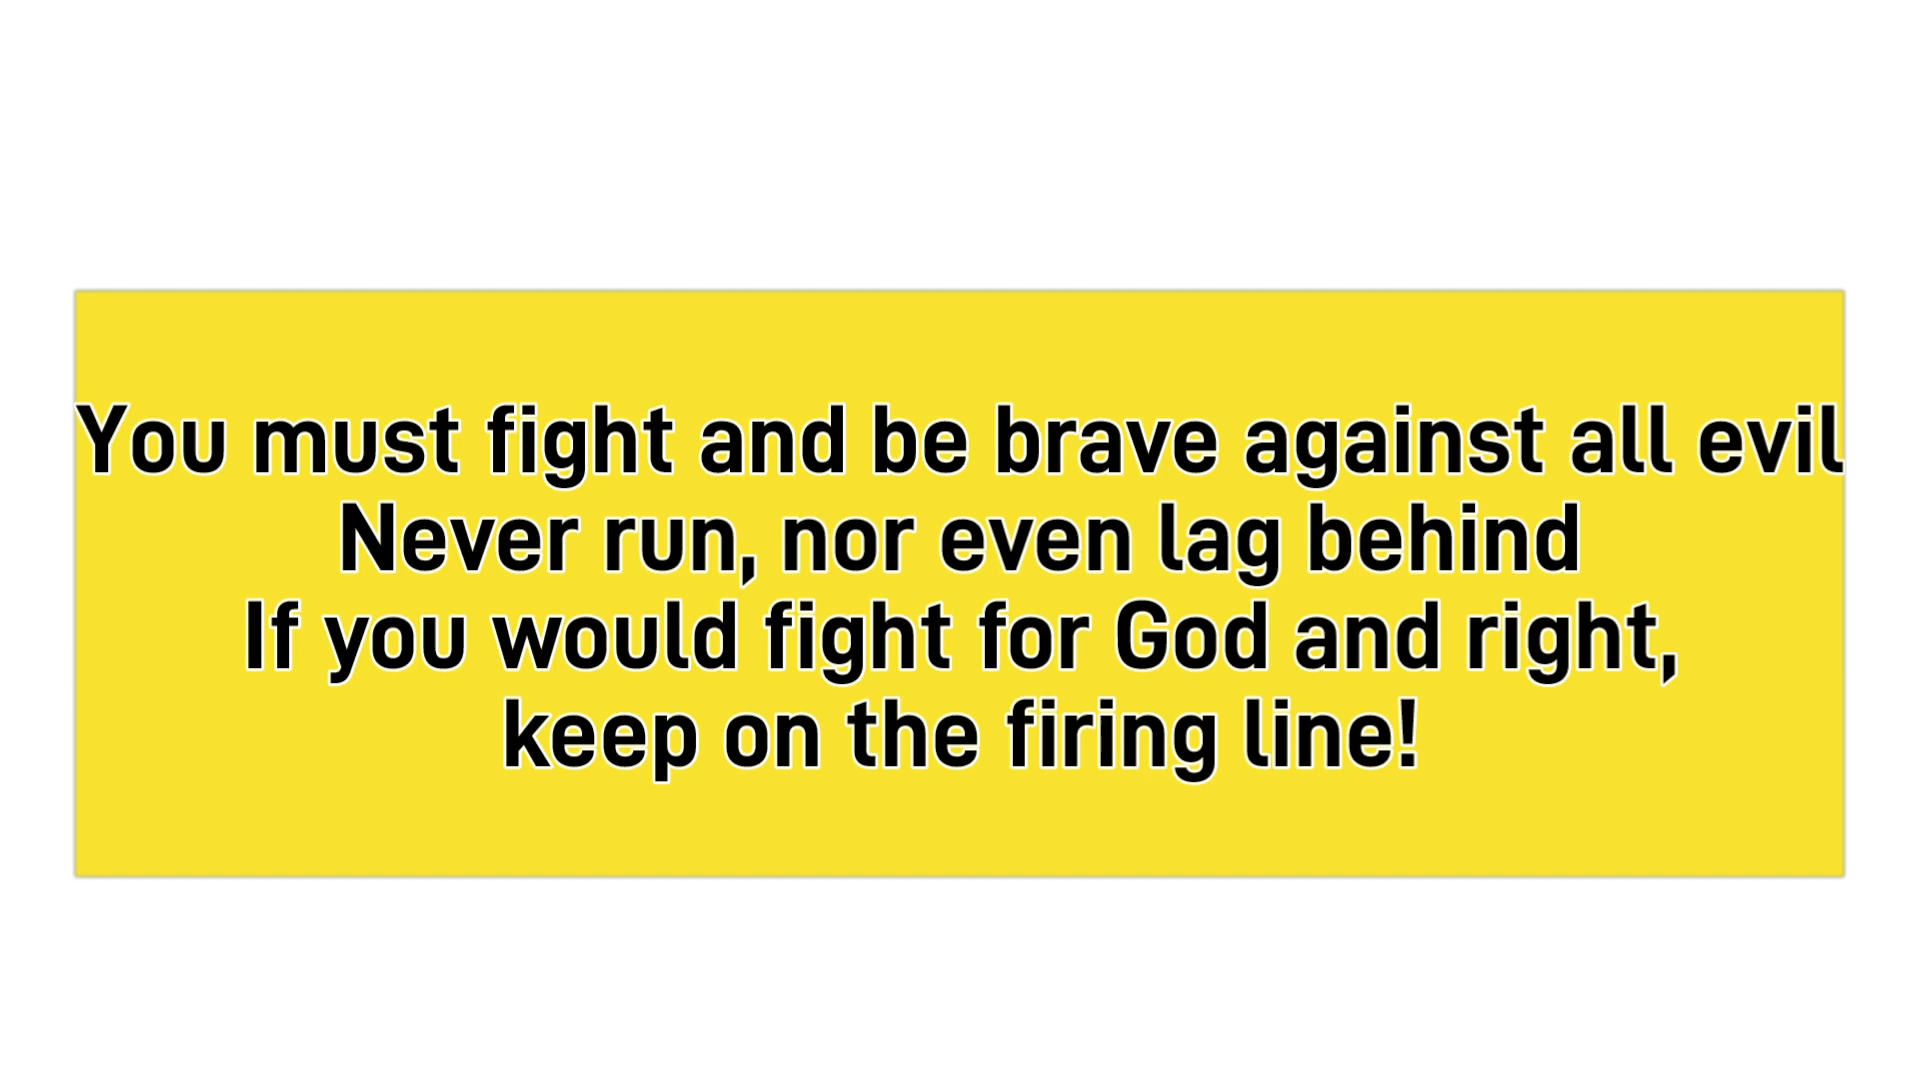 You must fight and be brave against all evil
Never run, nor even lag behind
If you would fight for God and right,
keep on the firing line!